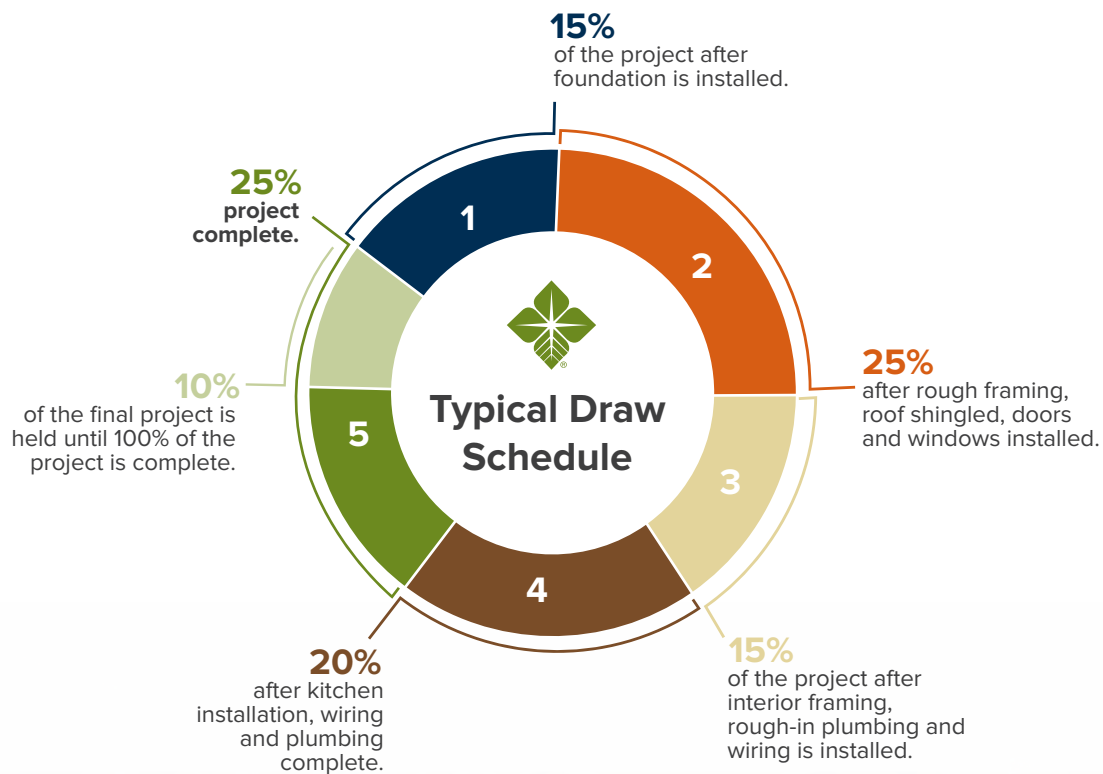 15%
of the project after
foundation is installed.
25%
project
complete.
1
2
®
Typical Draw
Schedule
25%
after rough framing,
roof shingled, doors
and windows installed.
10%
of the final project is
held until 100% of the
project is complete.
5
3
4
15%
of the project after
interior framing,
rough-in plumbing and
wiring is installed.
20%
after kitchen
installation, wiring
and plumbing
complete.